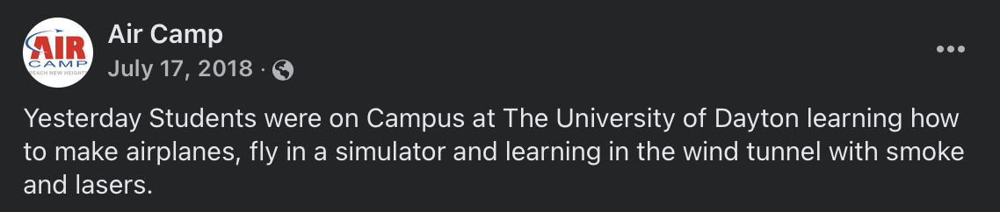 AIR
CAMP
REACH NEW HEIGHTS
Air Camp
July 17, 2018 ·
Yesterday Students were on Campus at The University of Dayton learning how
to make airplanes, fly in a simulator and learning in the wind tunnel with smoke
and lasers.